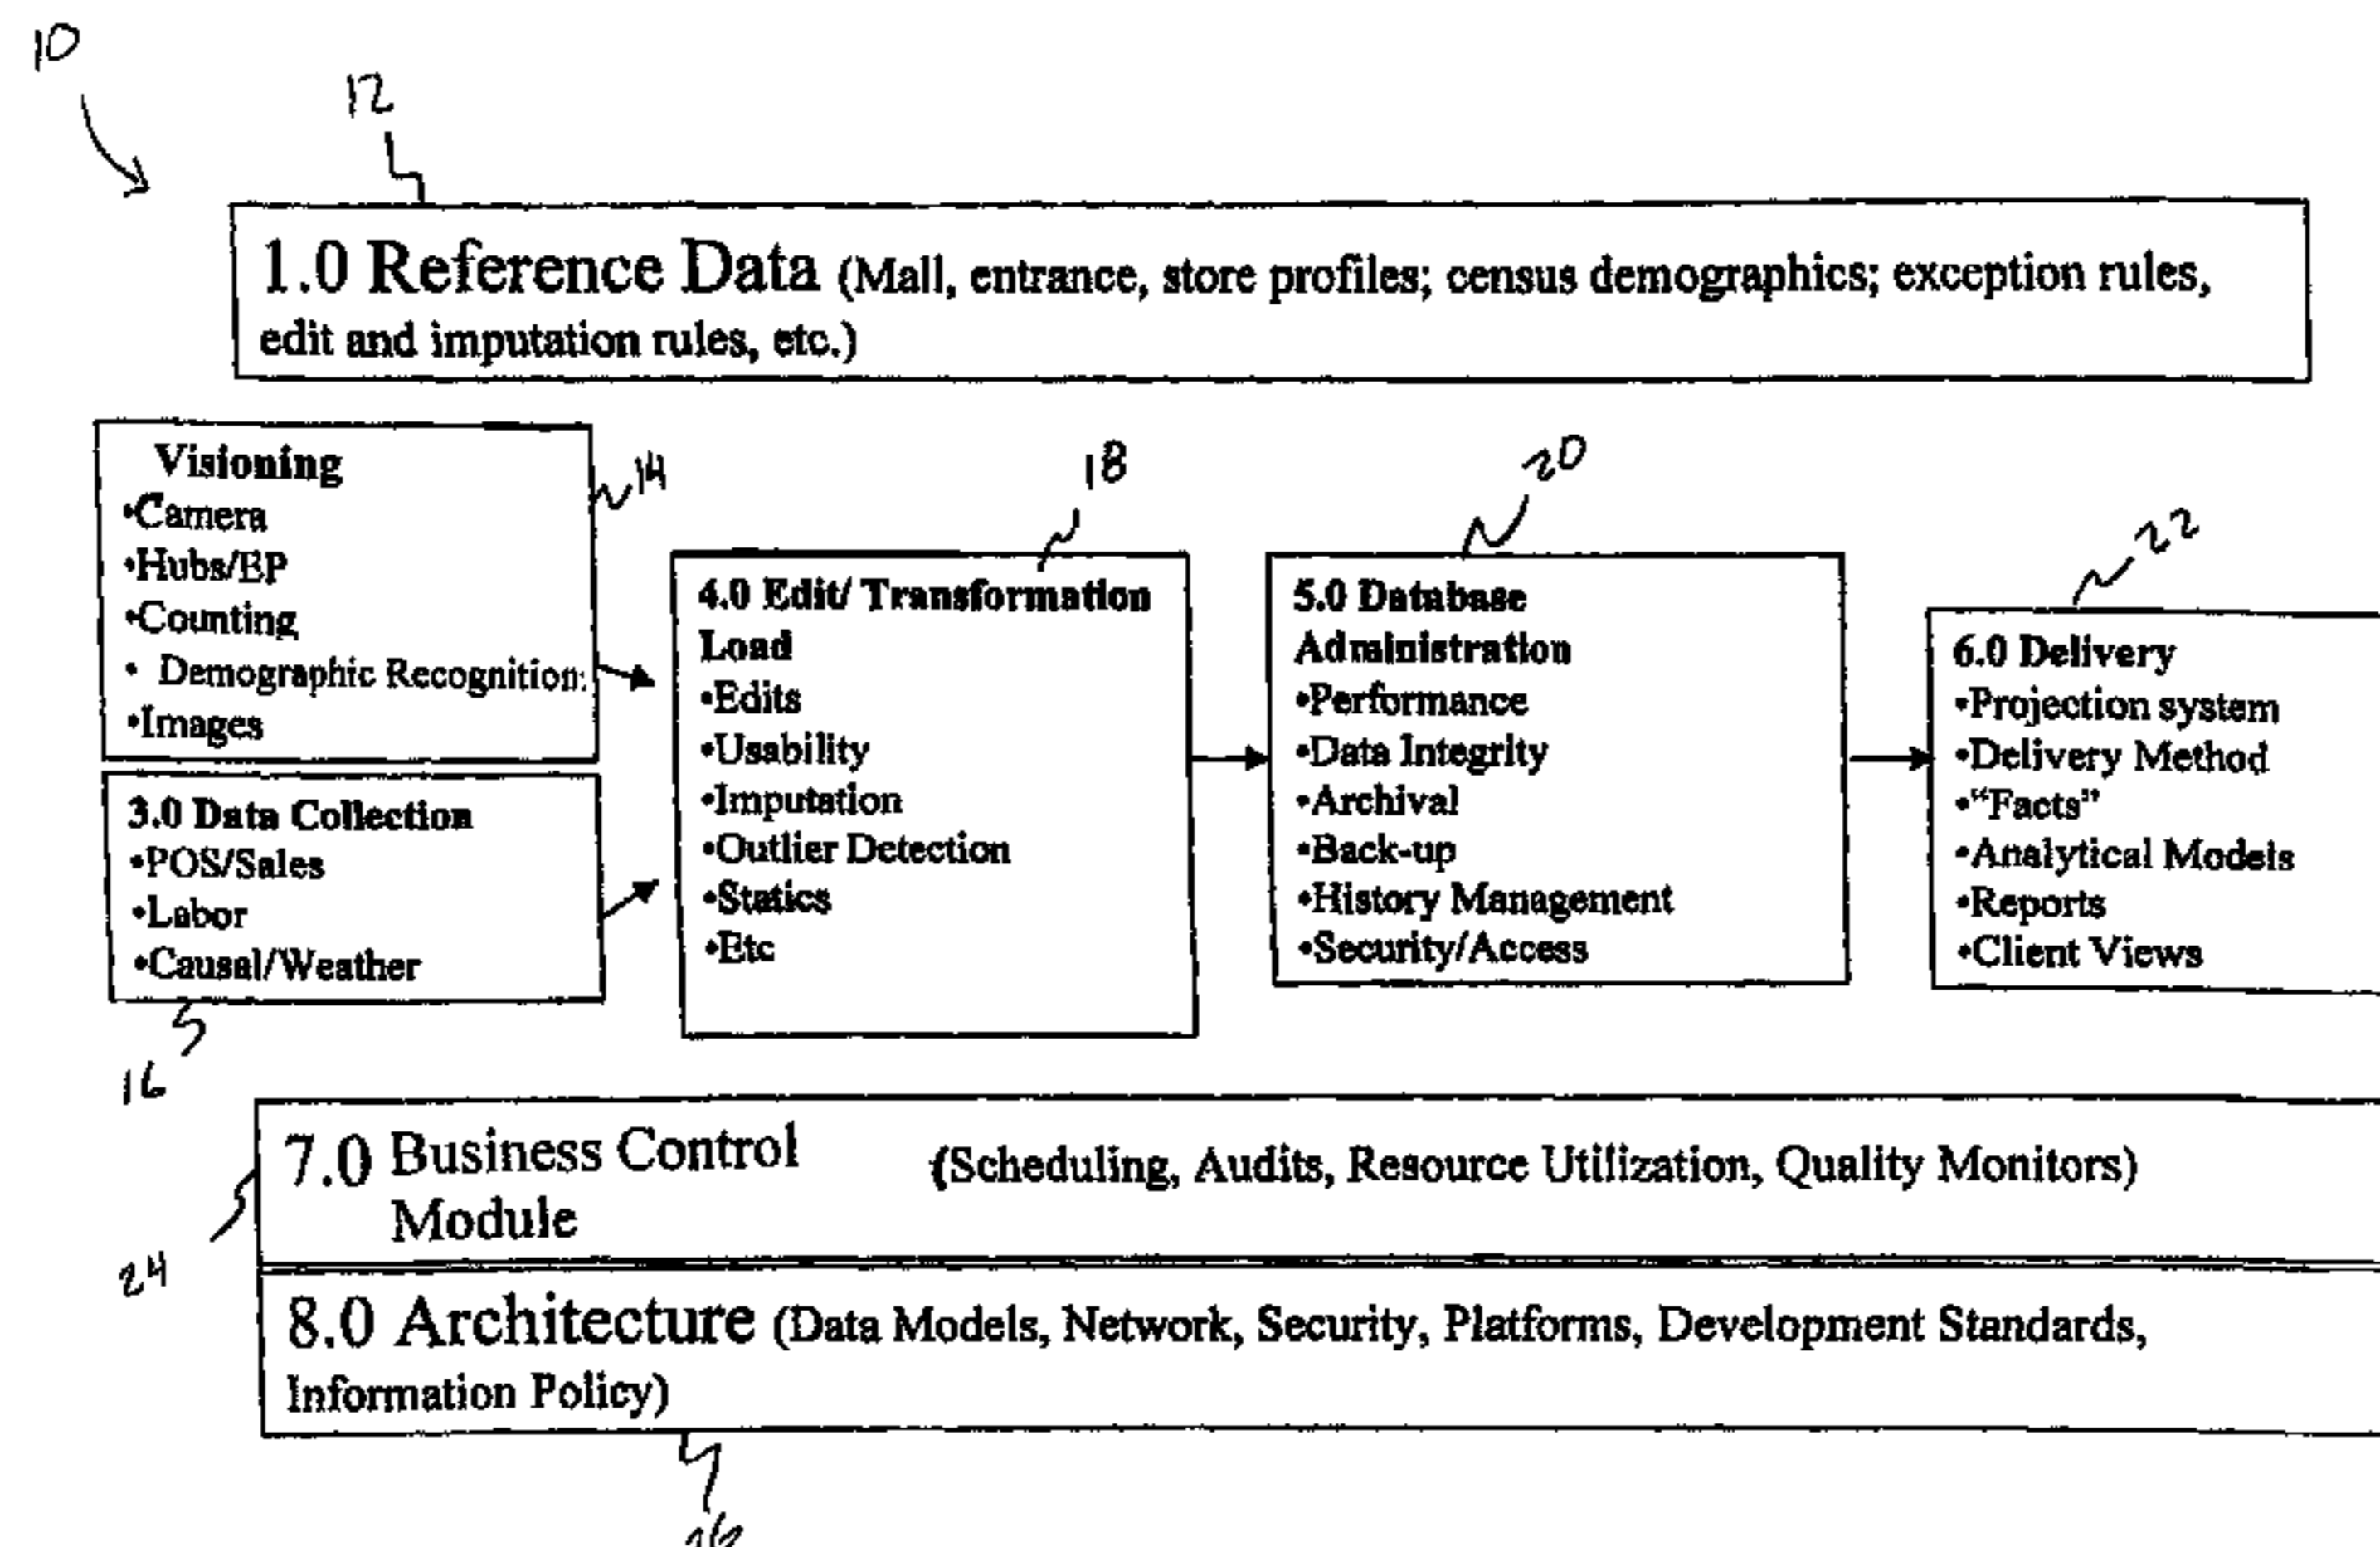 10
12
1.0 Reference Data (Mall, entrance, store profiles; census demographics; exception rules,
edit and imputation rules, etc.)
Visioning
•Camera
•Hubs/EP
•Counting
• Demographic Recognition
•Images
14
3.0 Data Collection
•POS/Sales
•Labor
•Causal/Weather
16
18
4.0 Edit/ Transformation
Load
•Edits
•Usability
•Imputation
•Outlier Detection
•Statics
•Etc
20
5.0 Database
Administration
•Performance
•Data Integrity
•Archival
•Back-up
•History Management
•Security/Access
22
6.0 Delivery
•Projection system
•Delivery Method
•“Facts”
•Analytical Models
•Reports
•Client Views
7.0 Business Control (Scheduling, Audits, Resource Utilization, Quality Monitors)
Module
24
8.0 Architecture (Data Models, Network, Security, Platforms, Development Standards,
Information Policy)